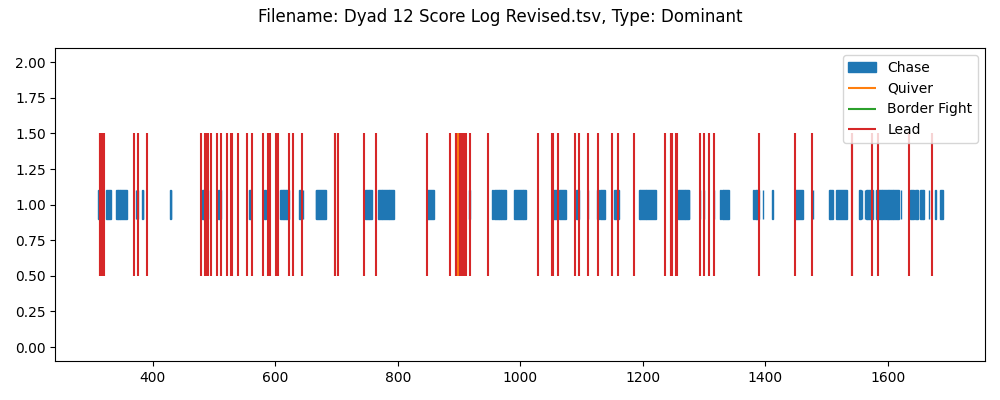 Filename: Dyad 12 Score Log Revised.tsv, Type: Dominant
2.00
1.75
1.50
1.25
1.00
0.75
0.50
0.25
0.00
Chase
Quiver
Border Fight
Lead
400 600 800 1000 1200 1400 1600